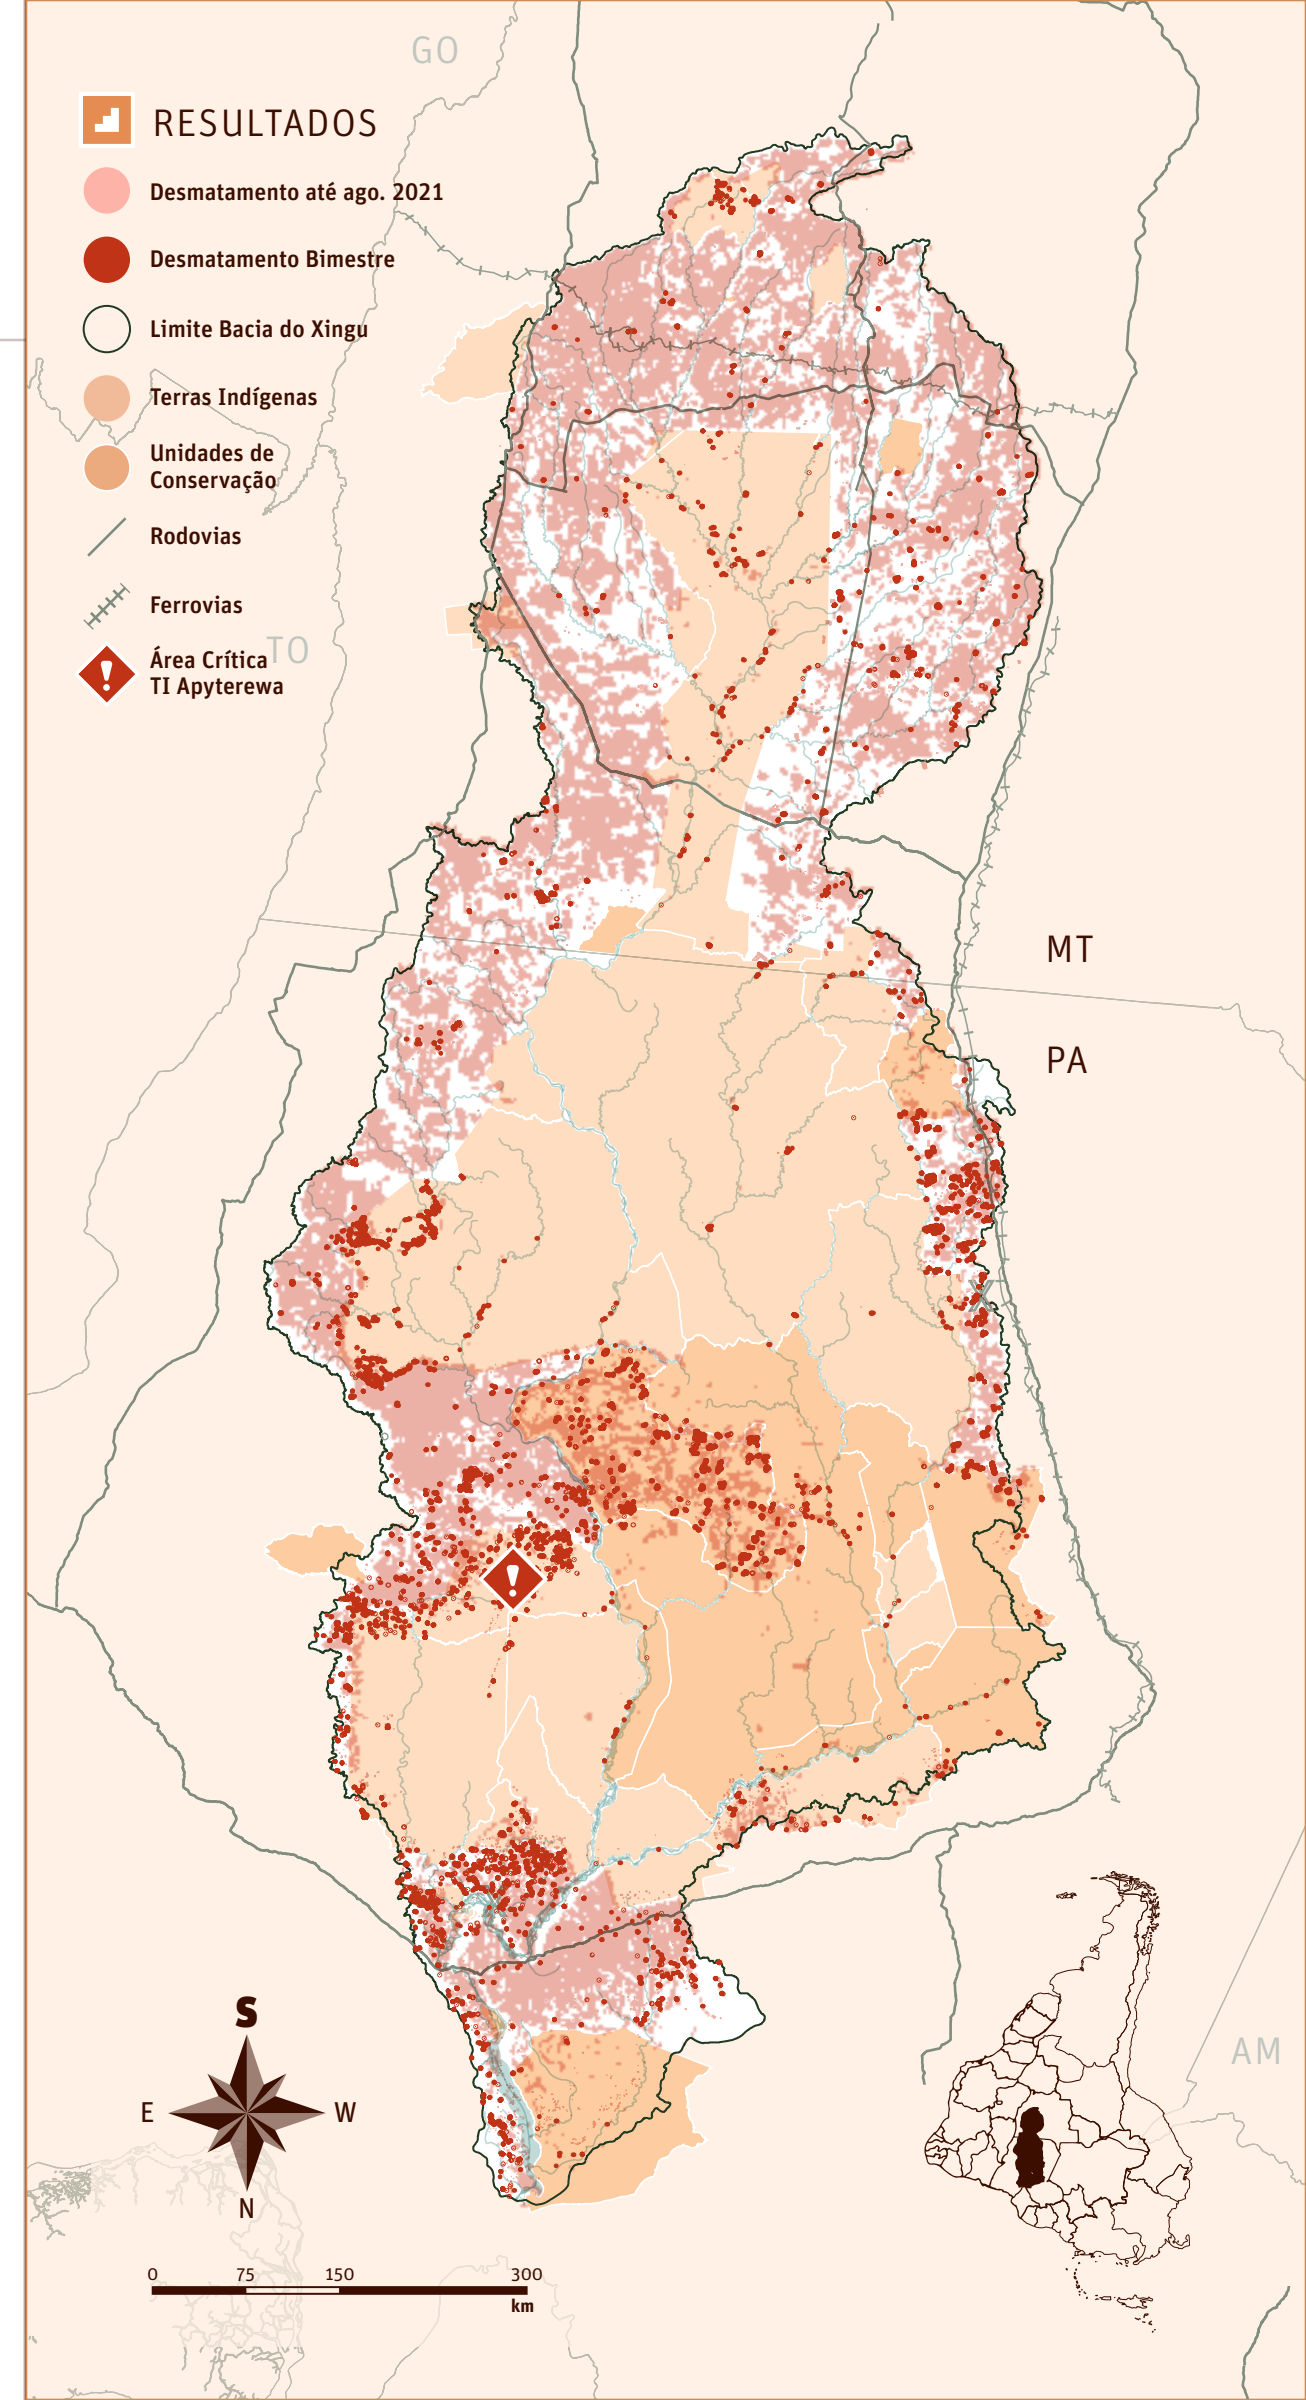 GO
RESULTADOS
Desmatamento até ago. 2021
Desmatamento Bimestre
Limite Bacia do Xingu
Terras Indígenas
Unidades de
Conservação
Rodovias
Ferrovias
TO
Área Crítica
TI Apyterewa
MT
PA
!
S
E
W
N
AM
0 75 150 300
km